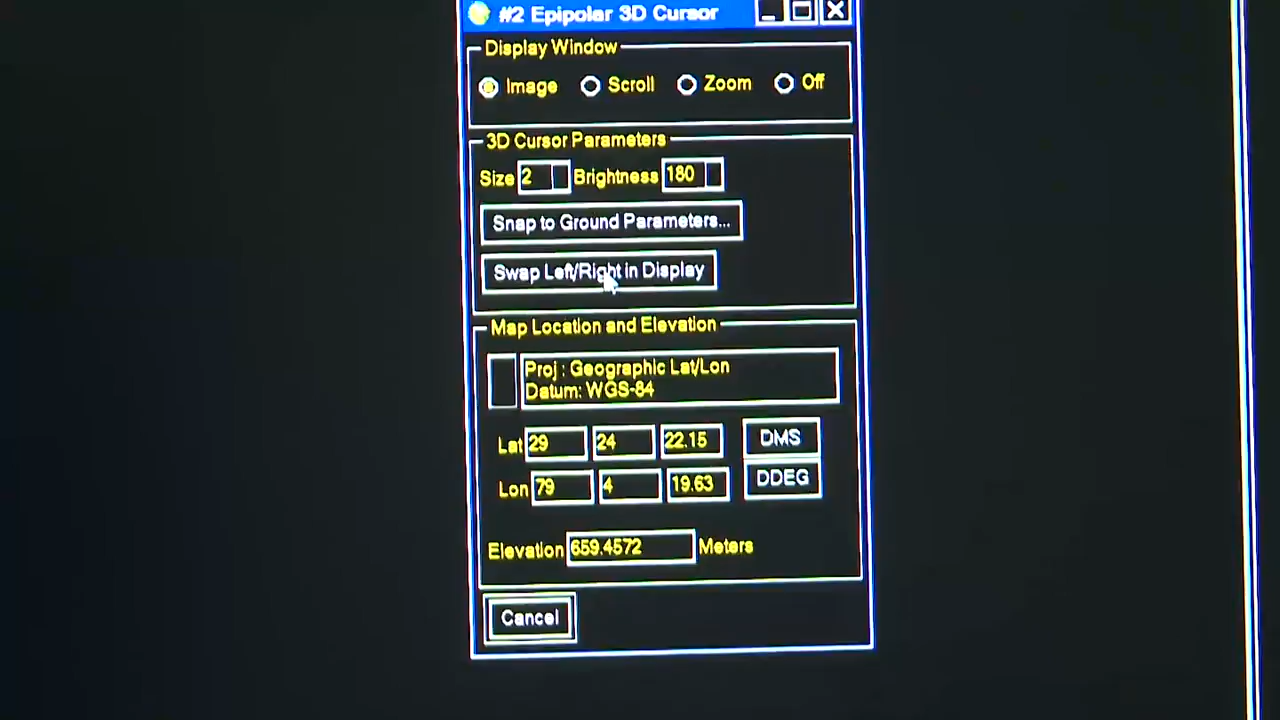 #2 Epipolar 3D Cursor
Display Window
Image Scroll Zoom Off
3D Cursor Parameters
Size 2 Brightness 180
Snap to Ground Parameters...
Swap Left/Right in Display
Map Location and Elevation
Proj : Geographic Lat/Lon
Datum: WGS-84
Lat 29 24 22.15 DMS
Lon 79 4 19.63 DDEG
Elevation 659.4572 Meters
Cancel